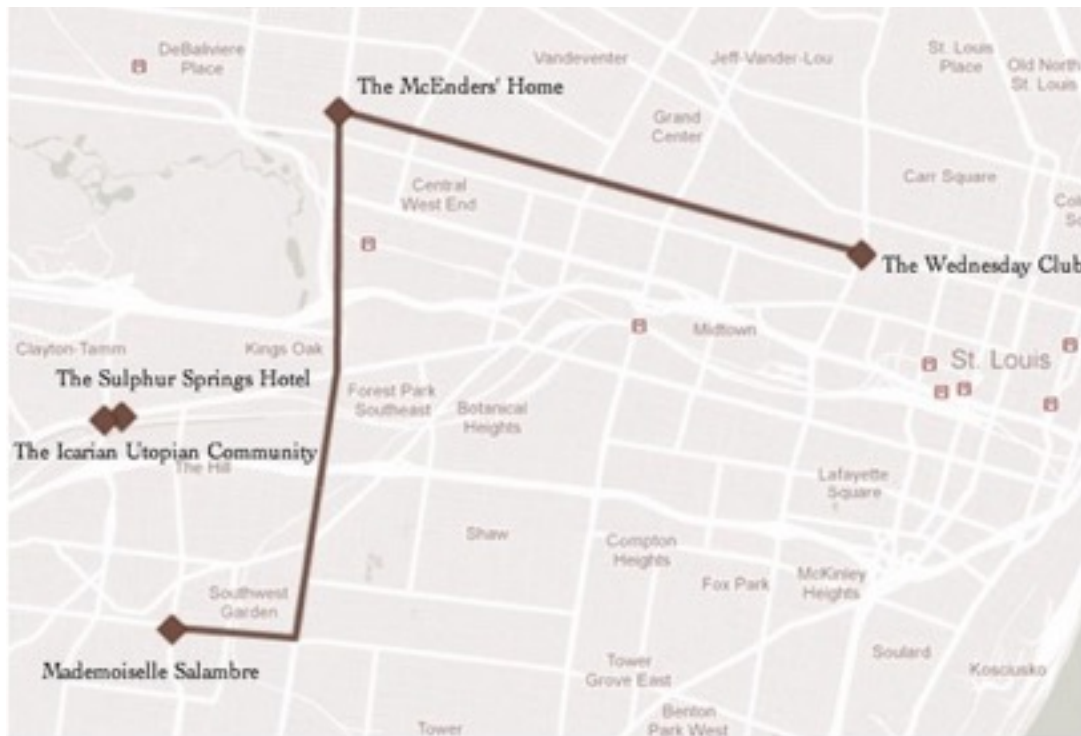 DeBaliviere
Place
Vandeventer
Jeff-Vander-Lou
St. Louis
Place
Old North
St. Louis
The McEnders' Home
Grand
Center
Central
West End
Carr Square
The Wednesday Club
Midtown
St. Louis
Clayton-Tamm
Kings Oak
The Sulphur Springs Hotel
Forest Park
Southeast
Botanical
Heights
The Icarian Utopian Community
The Hill
Lafayette
Square
Shaw
Compton
Heights
Fox Park
McKinley
Heights
Southwest
Garden
Mademoiselle Salambre
Tower
Grove East
Soulard
Kosciusko
Benton
Park West
Tower